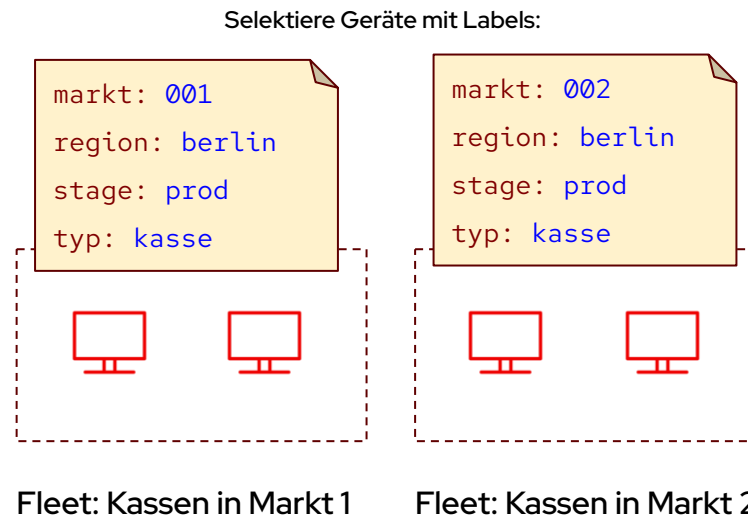 Selektiere Geräte mit Labels:
markt: 001
region: berlin
stage: prod
typ: kasse
markt: 002
region: berlin
stage: prod
typ: kasse
Fleet: Kassen in Markt 1
Fleet: Kassen in Markt 2